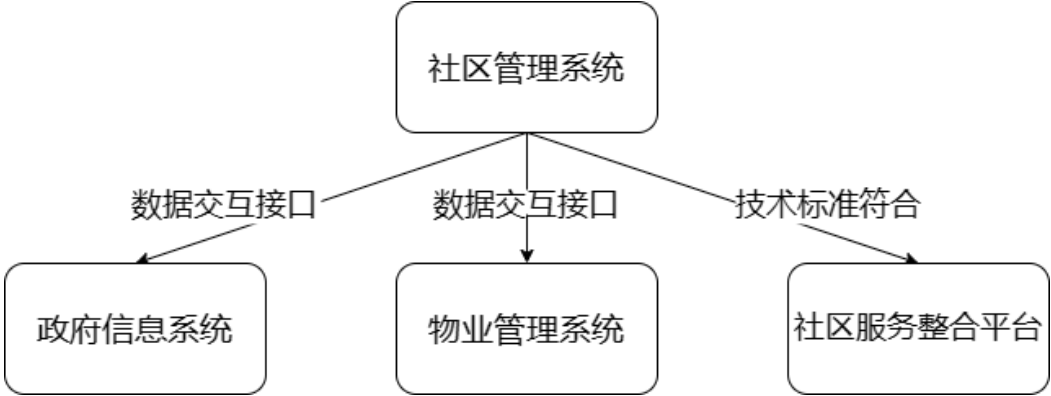 社区管理系统
数据交互接口
数据交互接口
技术标准符合
政府信息系统
物业管理系统
社区服务整合平台